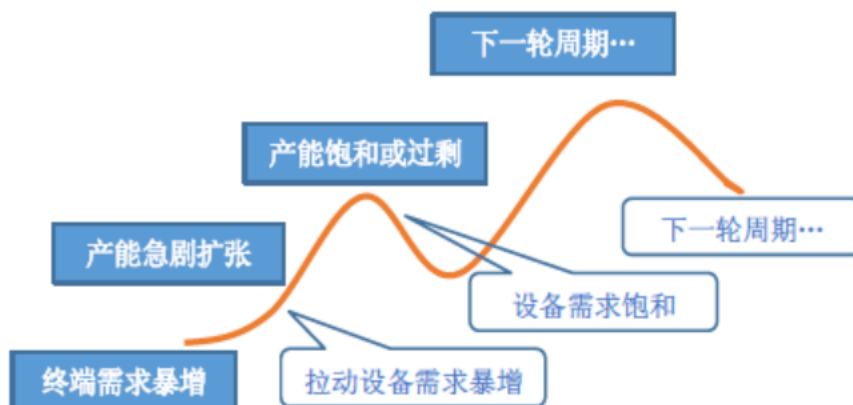 下一轮周期…
产能饱和或过剩
产能急剧扩张
下一轮周期…
设备需求饱和
终端需求暴增
拉动设备需求暴增